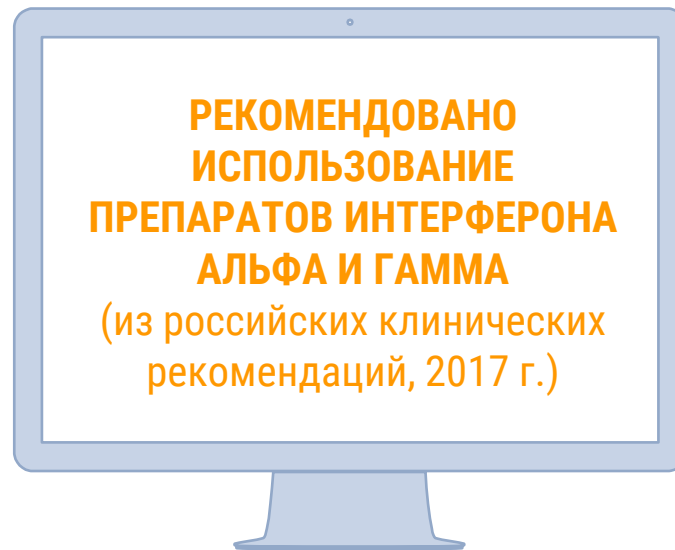 РЕКОМЕНДОВАНО
ИСПОЛЬЗОВАНИЕ
ПРЕПАРАТОВ ИНТЕРФЕРОНА
АЛЬФА И ГАММА
(из российских клинических
рекомендаций, 2017 г.)